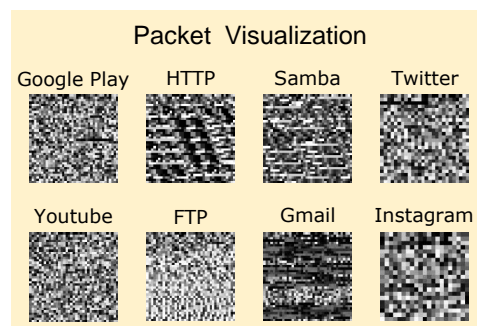 Packet Visualization
Google Play HTTP Samba Twitter
Youtube FTP Gmail Instagram